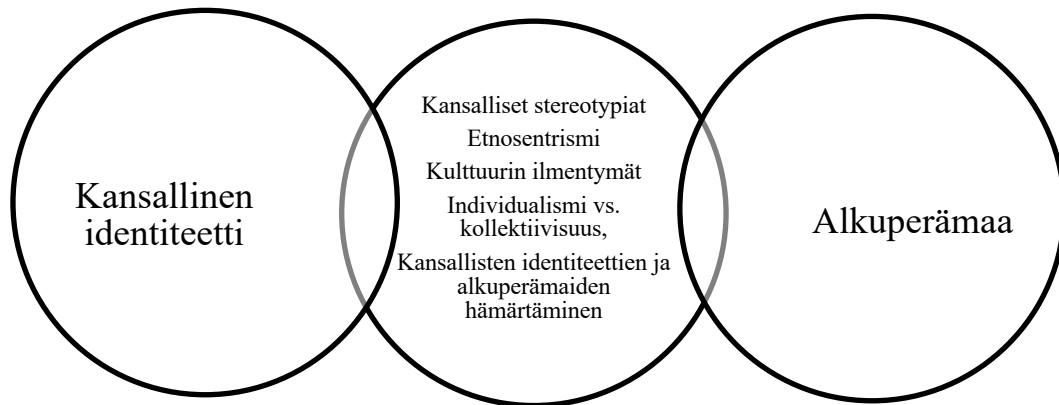 Kansallinen
identiteetti
Kansalliset stereotypiat
Etnosentrismi
Kulttuurin ilmentymät
Individualismi vs.
kollektiivisuus,
Kansallisten identiteettien ja
alkuperämaiden
hämärtäminen
Alkuperämaa